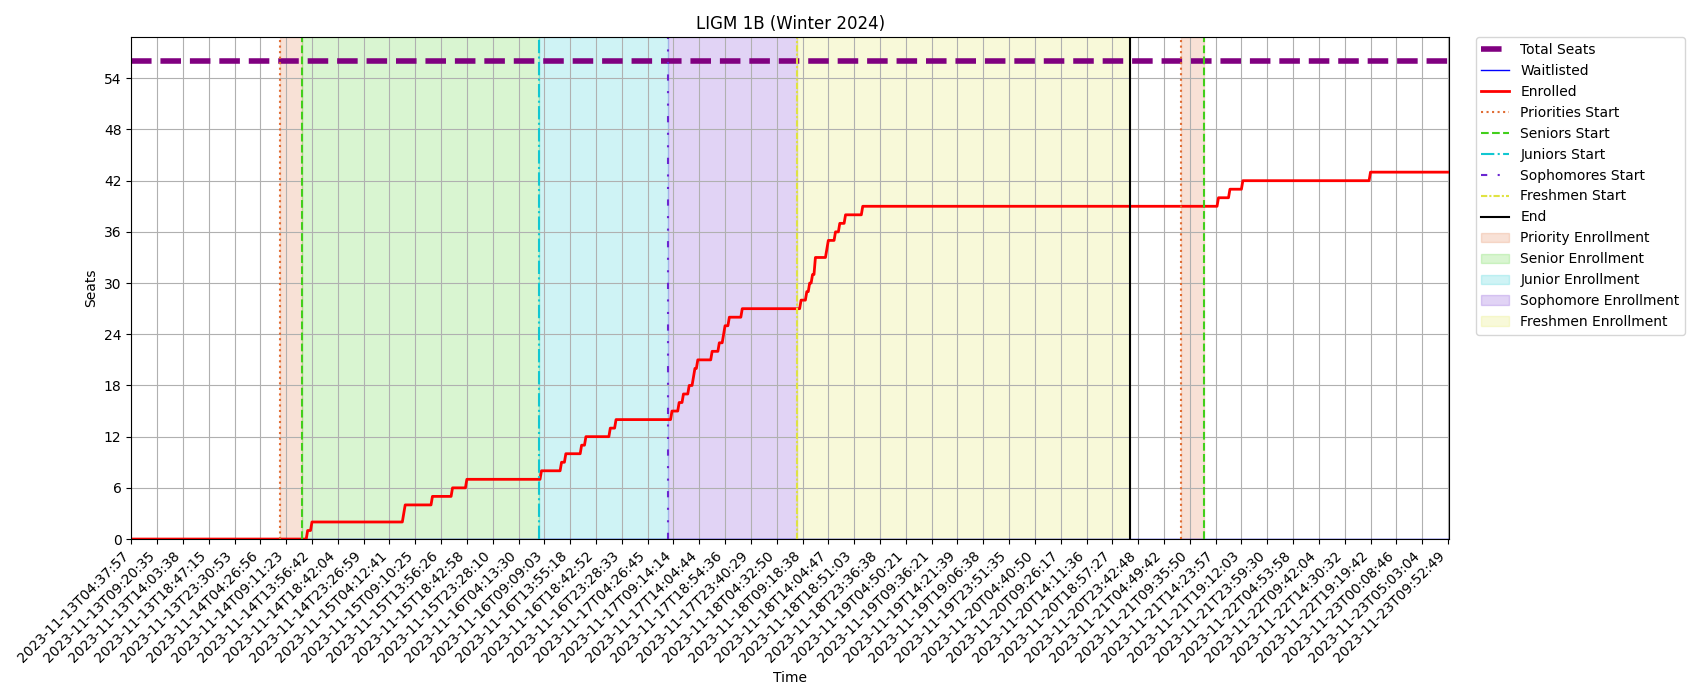 LIGM 1B (Winter 2024)
Seats
54
48
42
36
30
24
18
12
6
0
2023-11-13T04:37:57
2023-11-13T09:20:35
2023-11-13T14:03:38
2023-11-13T18:47:15
2023-11-13T23:30:53
2023-11-14T04:26:56
2023-11-14T09:11:23
2023-11-14T13:56:42
2023-11-14T18:42:04
2023-11-14T23:26:59
2023-11-15T04:12:41
2023-11-15T09:10:25
2023-11-15T13:56:26
2023-11-15T18:42:58
2023-11-15T23:28:10
2023-11-16T04:13:30
2023-11-16T09:09:03
2023-11-16T13:55:18
2023-11-16T18:42:52
2023-11-16T23:28:33
2023-11-17T04:26:45
2023-11-17T09:14:14
2023-11-17T14:04:44
2023-11-17T18:54:36
2023-11-17T23:40:29
2023-11-18T04:32:50
2023-11-18T09:18:38
2023-11-18T14:04:47
2023-11-18T18:51:03
2023-11-18T23:36:38
2023-11-19T04:50:21
2023-11-19T09:36:21
2023-11-19T14:21:39
2023-11-19T19:06:38
2023-11-19T23:51:35
2023-11-20T04:40:50
2023-11-20T09:26:17
2023-11-20T14:11:36
2023-11-20T18:57:27
2023-11-20T23:42:48
2023-11-21T04:49:42
2023-11-21T09:35:50
2023-11-21T14:23:57
2023-11-21T19:12:03
2023-11-21T23:59:30
2023-11-22T04:53:58
2023-11-22T09:42:04
2023-11-22T14:30:32
2023-11-22T19:19:42
2023-11-23T00:08:46
2023-11-23T05:03:04
2023-11-23T09:52:49
Time
Total Seats
Waitlisted
Enrolled
Priorities Start
Seniors Start
Juniors Start
Sophomores Start
Freshmen Start
End
Priority Enrollment
Senior Enrollment
Junior Enrollment
Sophomore Enrollment
Freshmen Enrollment